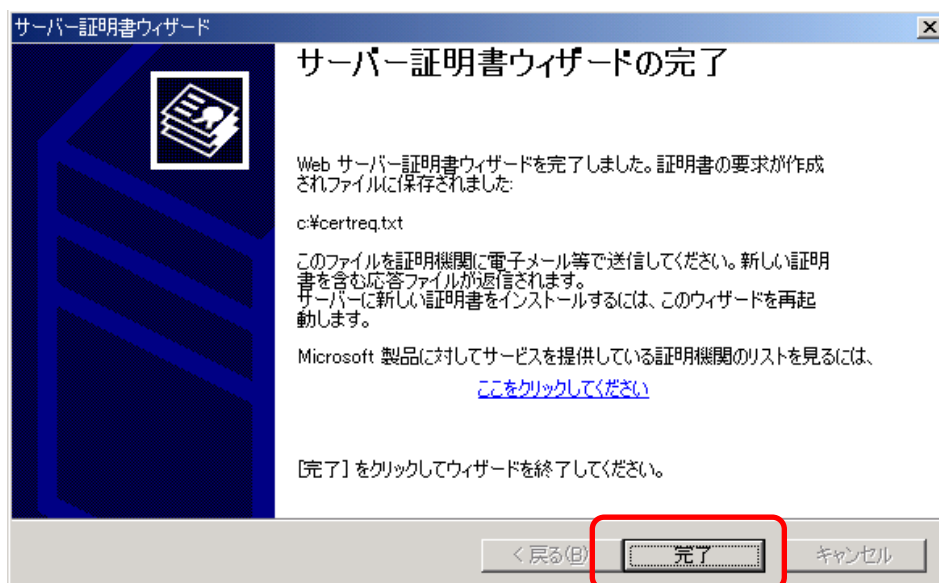 サーバー証明書ウィザード
サーバー証明書ウィザードの完了
Web サーバー証明書ウィザードを完了しました。証明書の要求が作成
されファイルに保存されました:
c:¥certreq.txt
このファイルを証明機関に電子メール等で送信してください。新しい証明
書を含む応答ファイルが返信されます。
サーバーに新しい証明書をインストールするには、このウィザードを再起
動します。
Microsoft 製品に対してサービスを提供している証明機関のリストを見るには、
ここをクリックしてください
[完了] をクリックしてウィザードを終了してください。
< 戻る(B)
完了
キャンセル